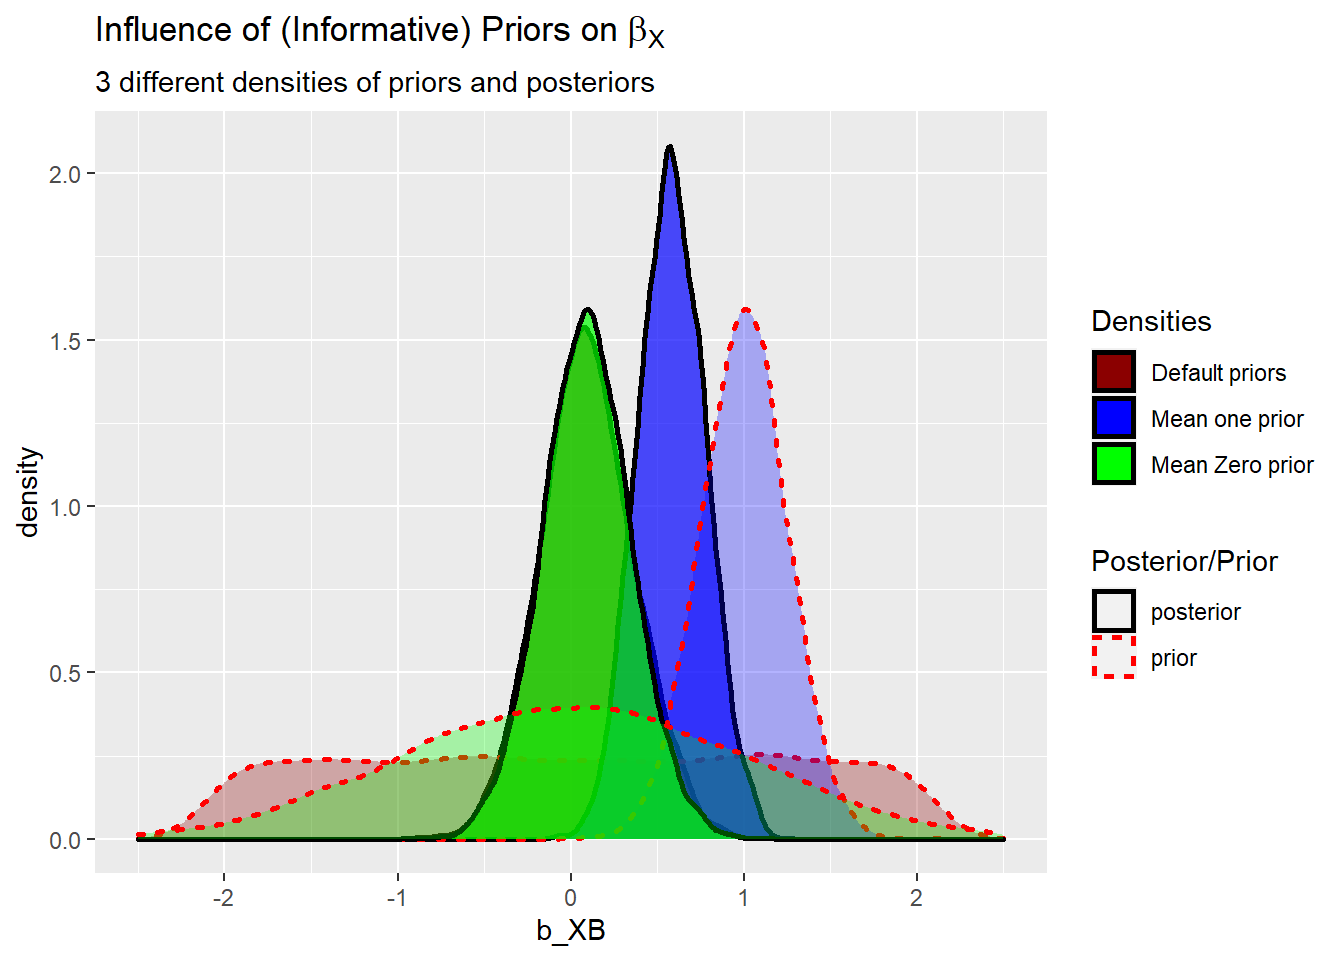 Influence of (Informative) Priors on βX
3 different densities of priors and posteriors
2.0
1.5
1.0
0.5
0.0
density
-2 -1 0 1 2
b_XB
Densities
Default priors
Mean one prior
Mean Zero prior
Posterior/Prior
posterior
prior